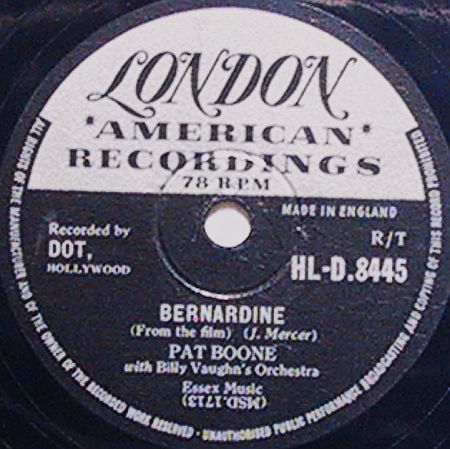 LONDON
"AMERICAN"
RECORDINGS
78 R.P.M
MADE IN ENGLAND
Recorded by
DOT,
HOLLYWOOD
R/T
HL-D.8445
BERNARDINE
(From the film) (J. Mercer)
PAT BOONE
with Billy Vaughn's Orchestra
Essex Music
(MSD.1713)
ALL RIGHTS OF THE MANUFACTURER AND OF THE OWNER OF THE RECORDED WORK RESERVED · UNAUTHORISED PUBLIC PERFORMANCE BROADCASTING AND COPYING OF THIS RECORD PROHIBITED